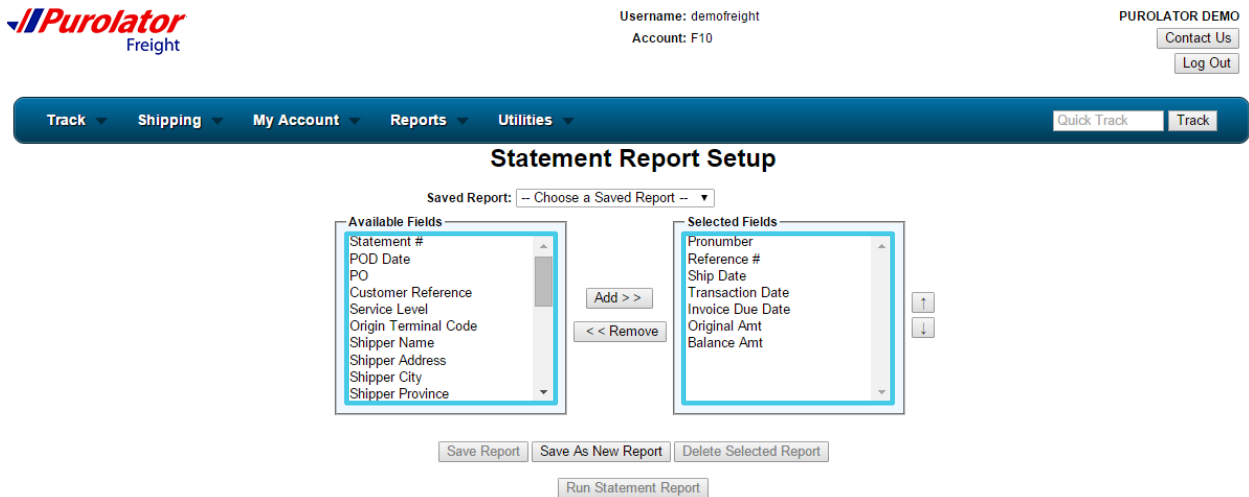 Purolator
Freight
Username: demofreight
Account: F10
PUROLATOR DEMO
Contact Us
Log Out
Track Shipping My Account Reports Utilities Quick Track Track
Statement Report Setup
Saved Report: -- Choose a Saved Report --
Available Fields
Statement #
POD Date
PO
Customer Reference
Service Level
Origin Terminal Code
Shipper Name
Shipper Address
Shipper City
Shipper Province
Add > >
< < Remove
Selected Fields
Pronumber
Reference #
Ship Date
Transaction Date
Invoice Due Date
Original Amt
Balance Amt
↑
↓
Save Report Save As New Report Delete Selected Report
Run Statement Report